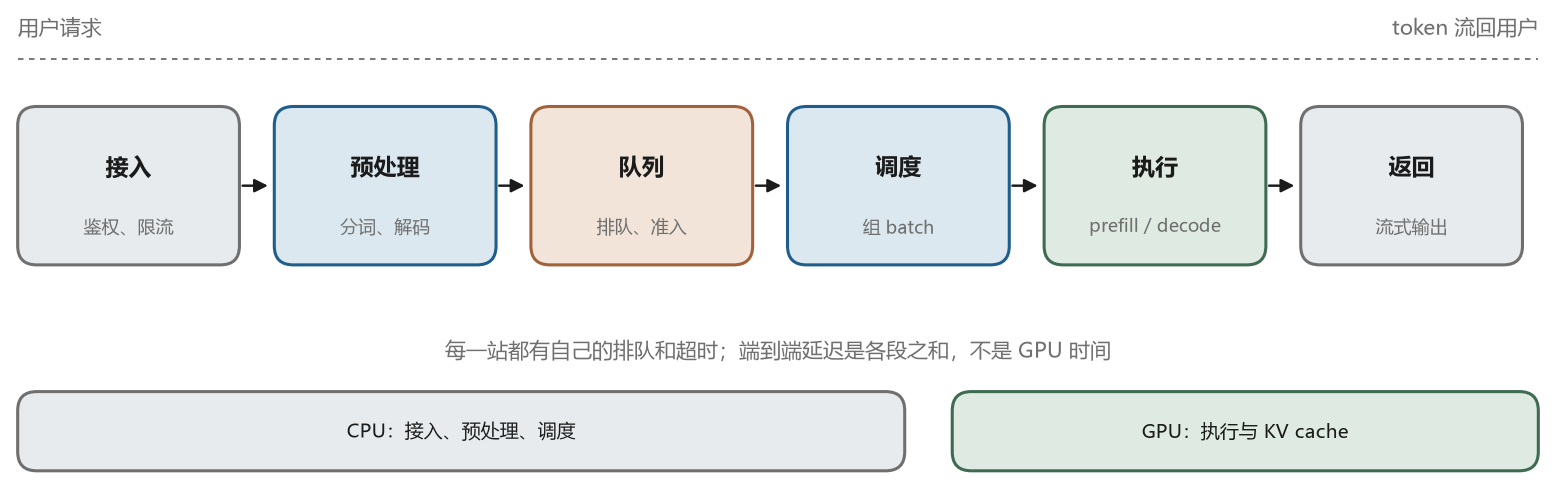 用户请求
token 流回用户
接入
鉴权、限流
预处理
分词、解码
队列
排队、准入
调度
组 batch
执行
prefill / decode
返回
流式输出
每一站都有自己的排队和超时；端到端延迟是各段之和，不是 GPU 时间
CPU：接入、预处理、调度
GPU：执行与 KV cache